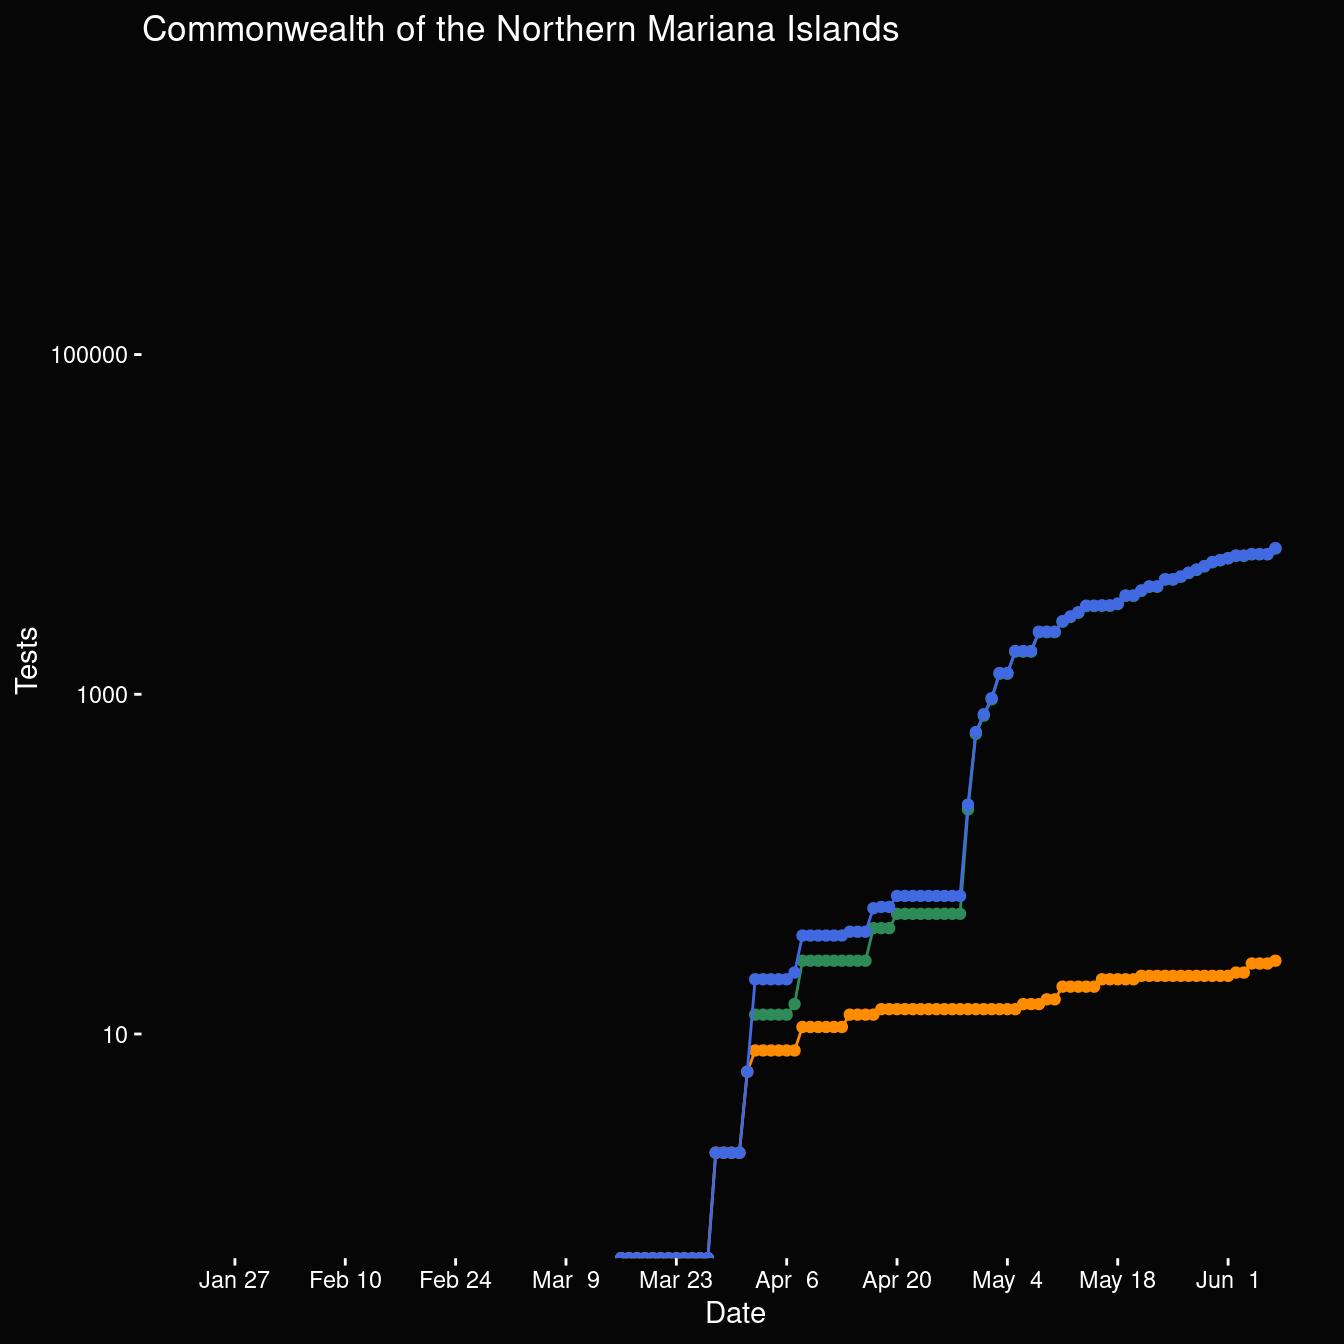 Commonwealth of the Northern Mariana Islands
100000
1000
10
Tests
Jan 27 Feb 10 Feb 24 Mar 9 Mar 23 Apr 6 Apr 20 May 4 May 18 Jun 1
Date